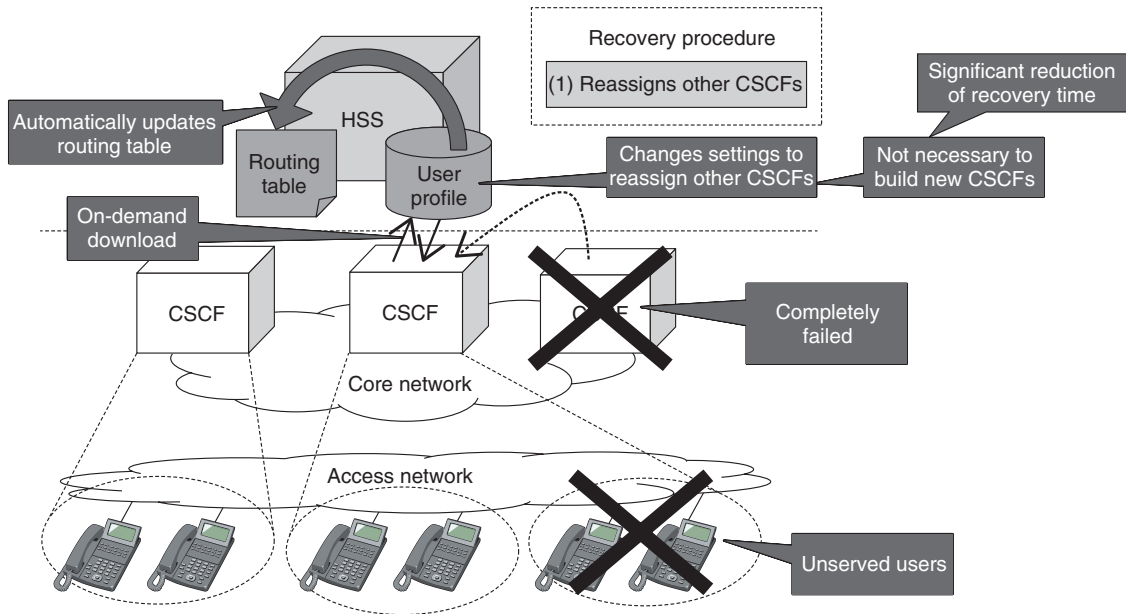 Recovery procedure
(1) Reassigns other CSCFs
Significant reduction
of recovery time
Automatically updates
routing table
HSS
Routing
table
User
profile
Changes settings to
reassign other CSCFs
Not necessary to
build new CSCFs
On-demand
download
CSCF
CSCF
CSCF
Completely
failed
Core network
Access network
Unserved users